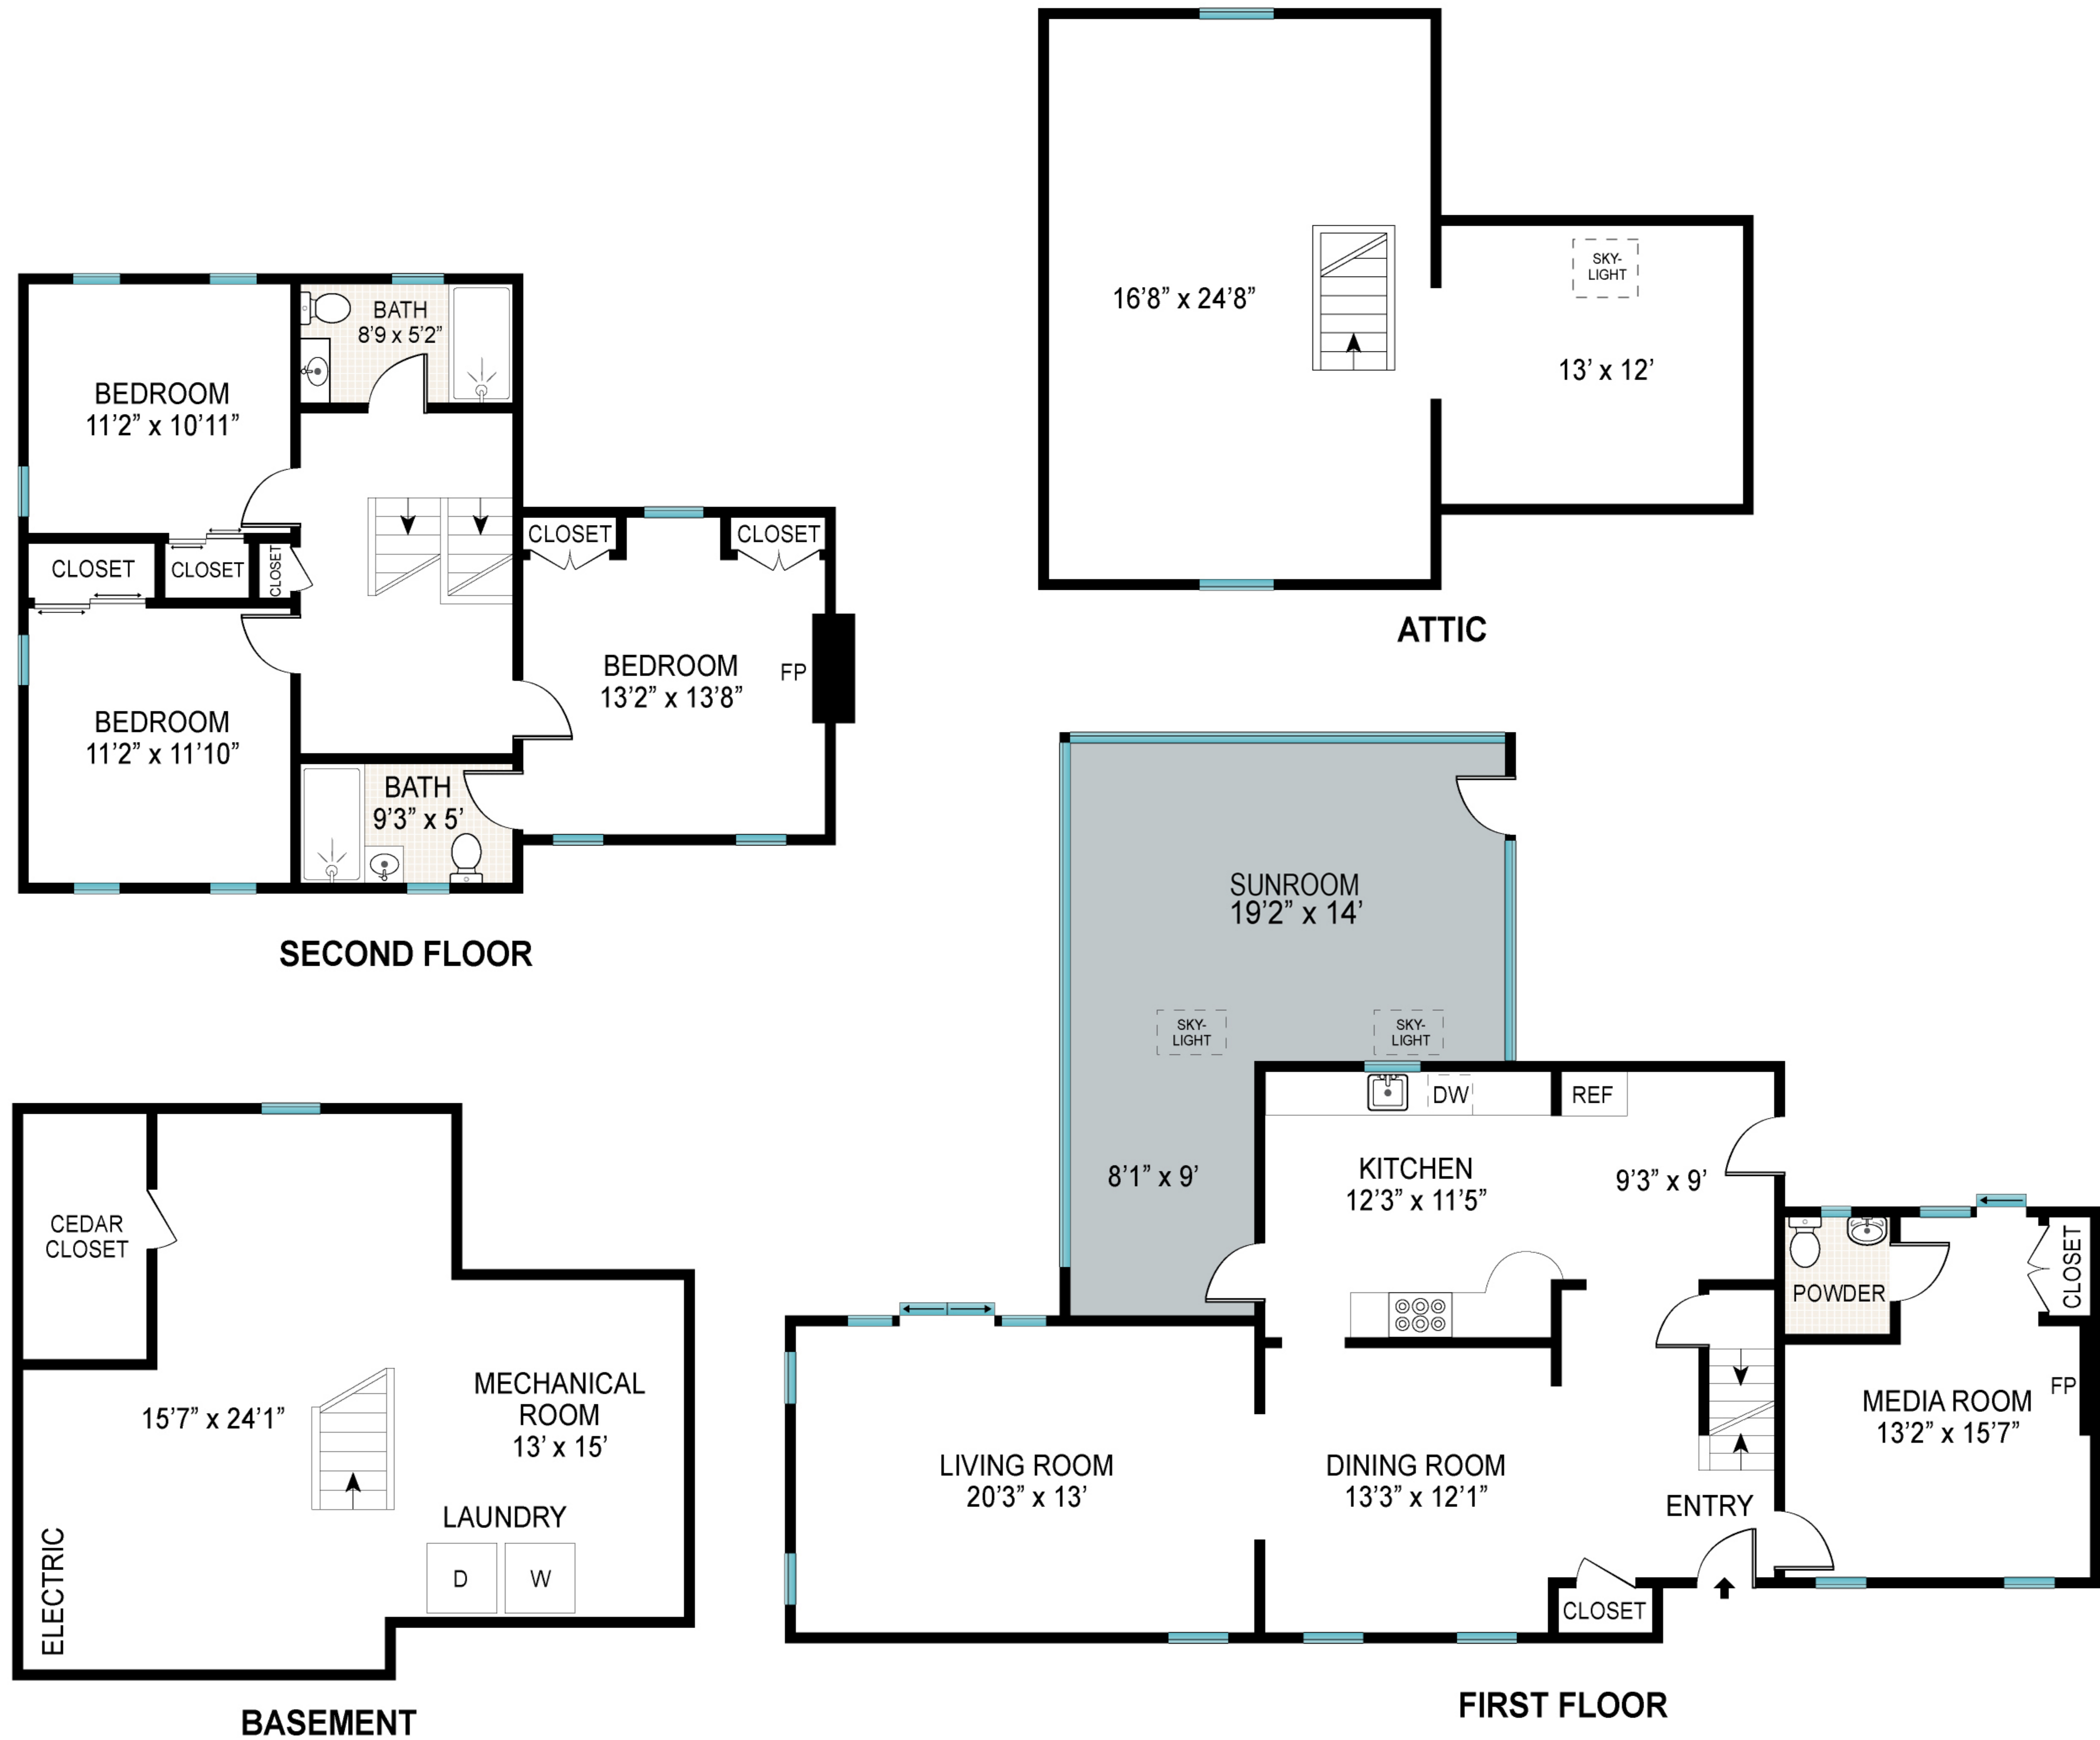 SKY-
LIGHT
16’8” x 24’8”
13’ x 12’
ATTIC
BATH
8’9 x 5’2”
BEDROOM
11’2” x 10’11”
CLOSET
CLOSET
CLOSET
CLOSET
CLOSET
BEDROOM
13’2” x 13’8”
FP
BEDROOM
11’2” x 11’10”
BATH
9’3” x 5’
SECOND FLOOR
SUNROOM
19’2” x 14’
SKY-
LIGHT
SKY-
LIGHT
8’1” x 9’
DW
REF
KITCHEN
12’3” x 11’5”
9’3” x 9’
POWDER
CLOSET
MEDIA ROOM
13’2” x 15’7”
FP
LIVING ROOM
20’3” x 13’
DINING ROOM
13’3” x 12’1”
ENTRY
CLOSET
FIRST FLOOR
CEDAR
CLOSET
15’7” x 24’1”
MECHANICAL
ROOM
13’ x 15’
LAUNDRY
D
W
ELECTRIC
BASEMENT